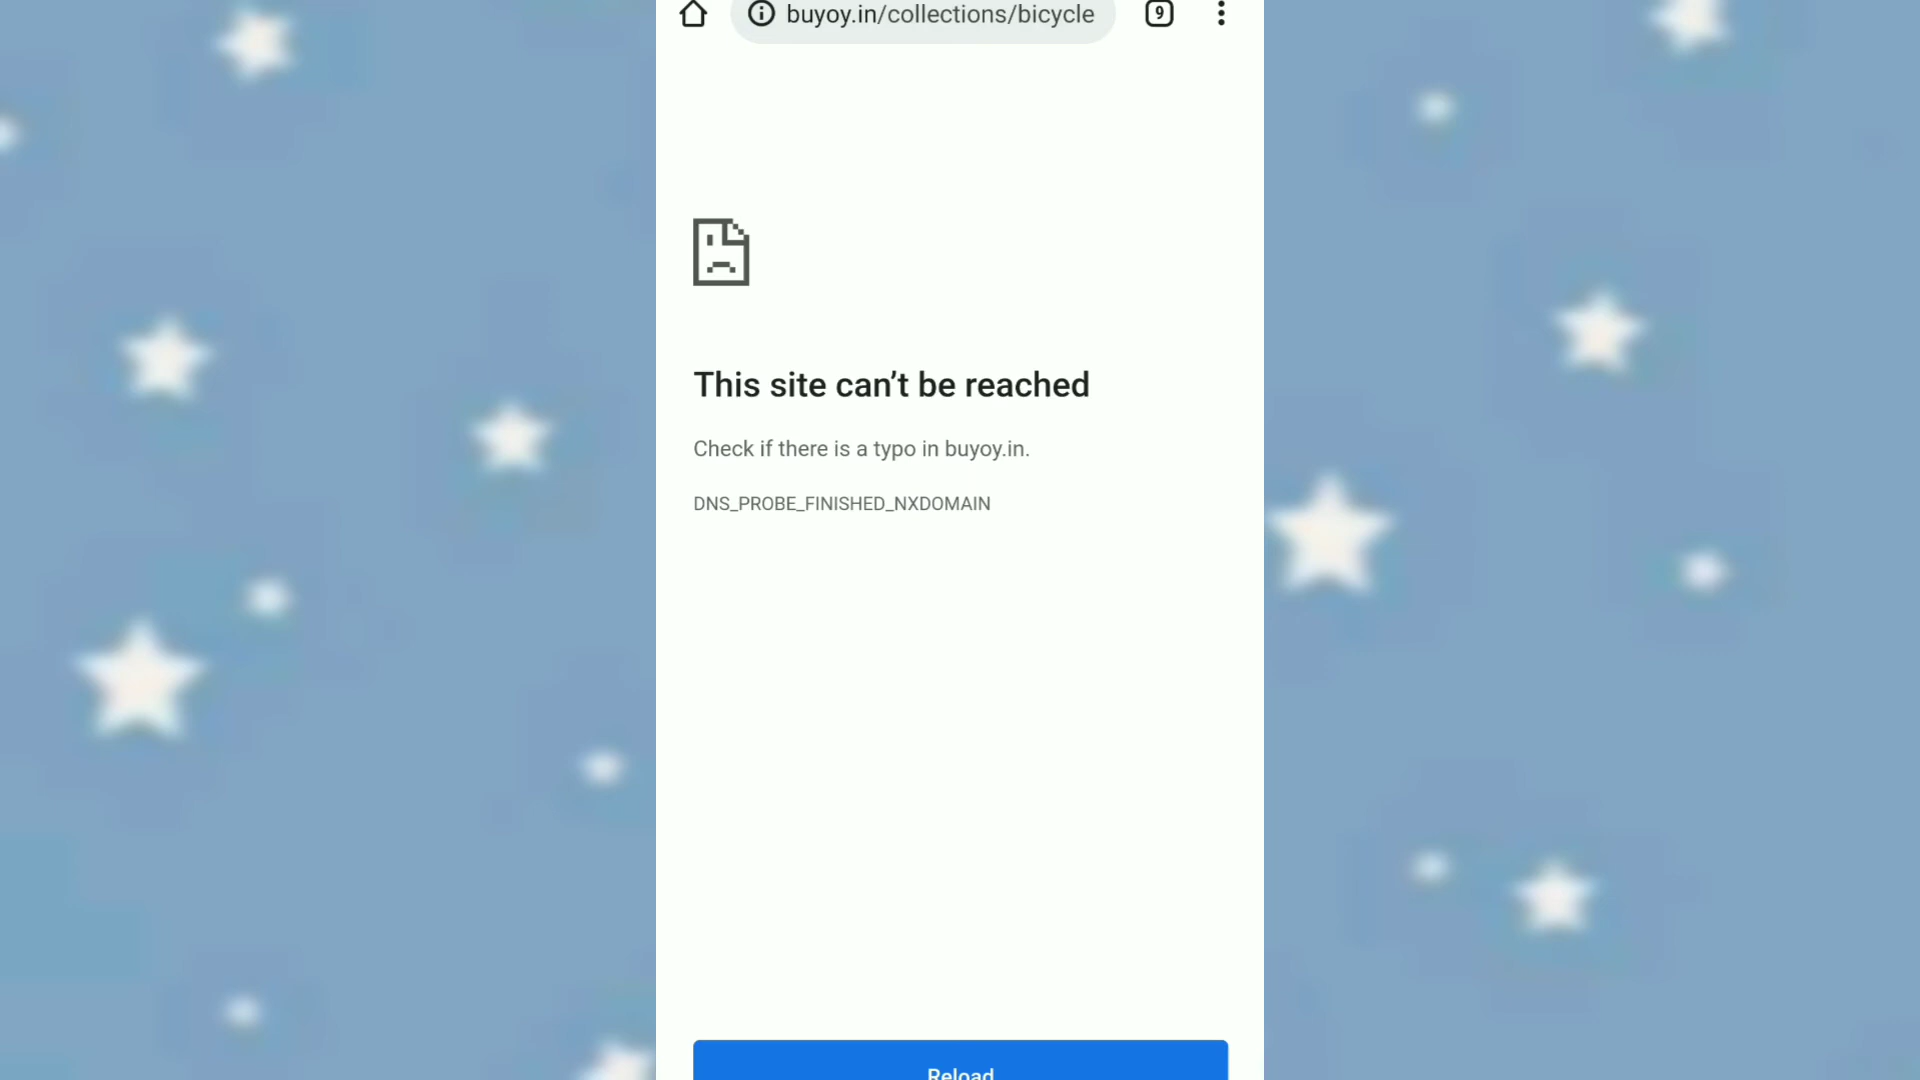 buyoy.in/collections/bicycle
9
This site can’t be reached
Check if there is a typo in buyoy.in.
DNS_PROBE_FINISHED_NXDOMAIN
Reload